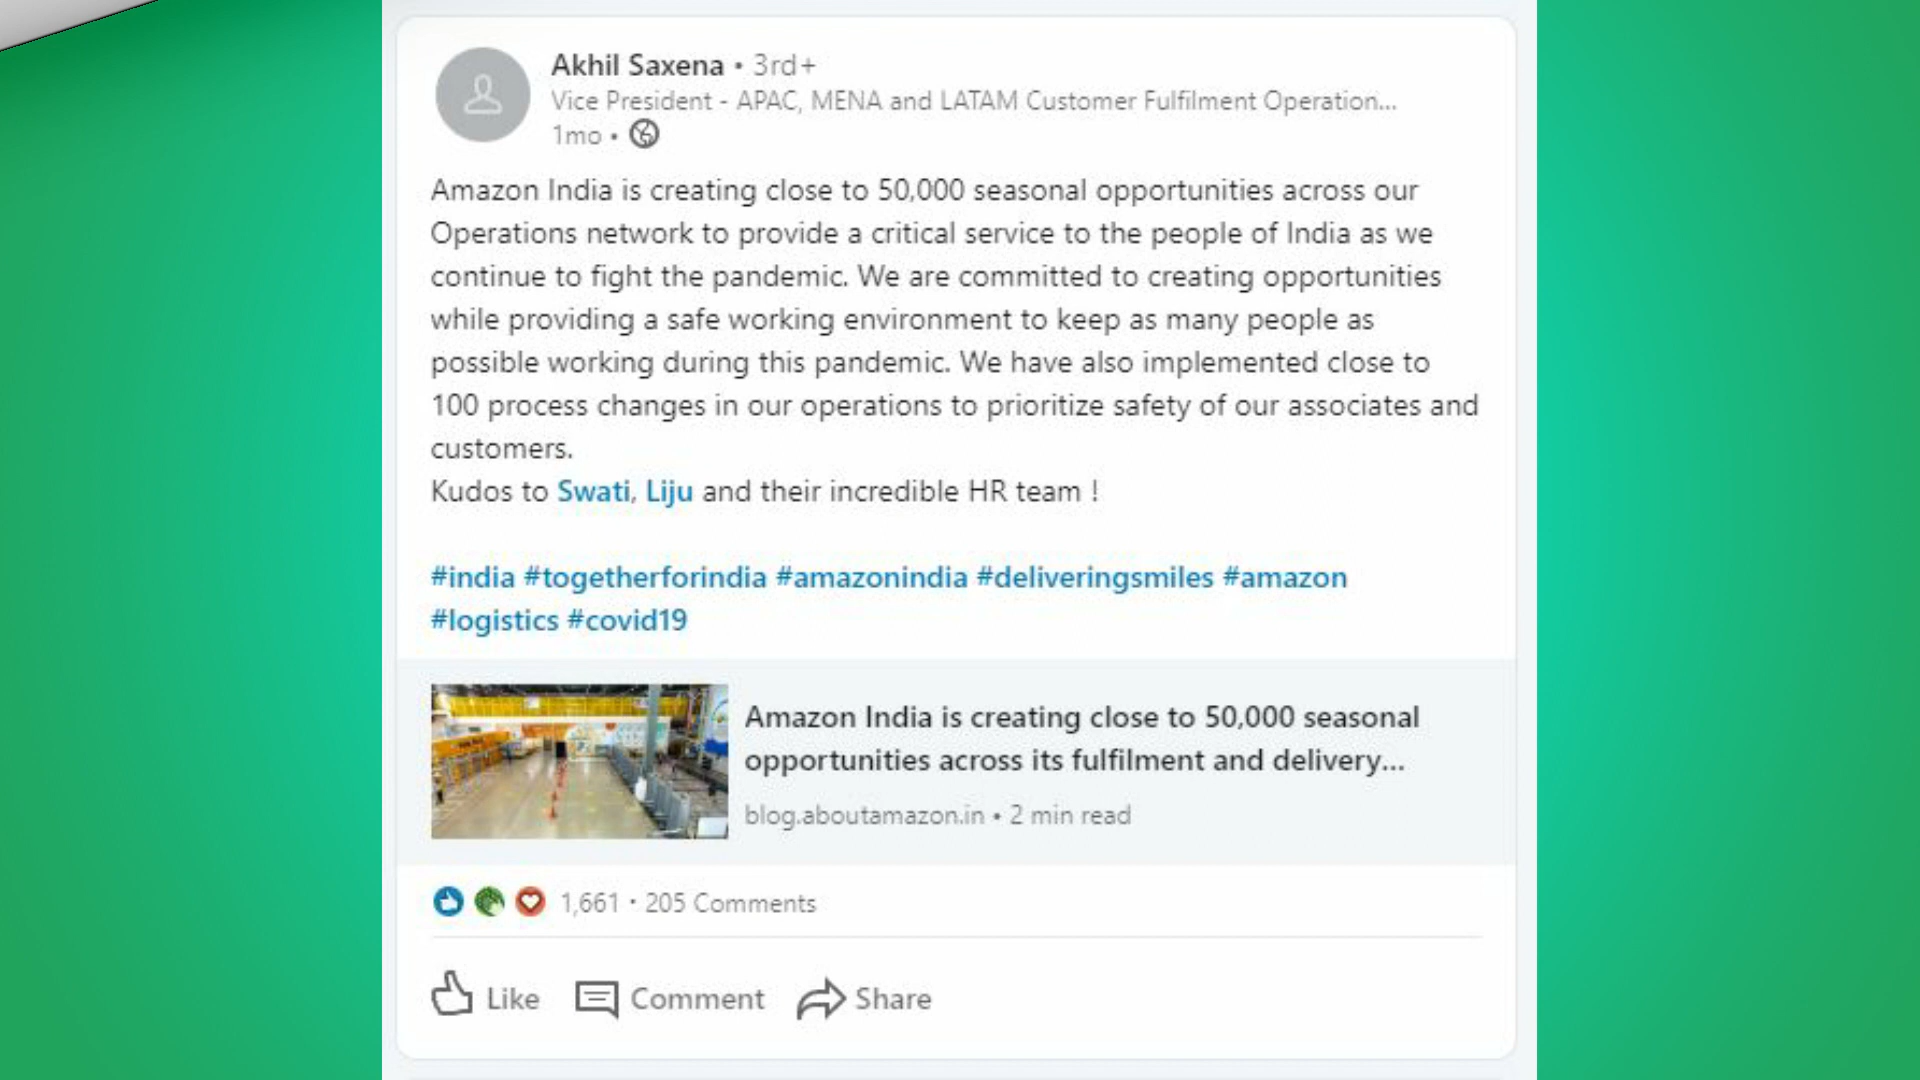 Akhil Saxena • 3rd+
Vice President - APAC, MENA and LATAM Customer Fulfilment Operation...
1mo •
Amazon India is creating close to 50,000 seasonal opportunities across our
Operations network to provide a critical service to the people of India as we
continue to fight the pandemic. We are committed to creating opportunities
while providing a safe working environment to keep as many people as
possible working during this pandemic. We have also implemented close to
100 process changes in our operations to prioritize safety of our associates and
customers.
Kudos to Swati, Liju and their incredible HR team !
#india #togetherforindia #amazonindia #deliveringsmiles #amazon
#logistics #covid19
Amazon India is creating close to 50,000 seasonal
opportunities across its fulfilment and delivery...
blog.aboutamazon.in • 2 min read
1,661 • 205 Comments
Like Comment Share